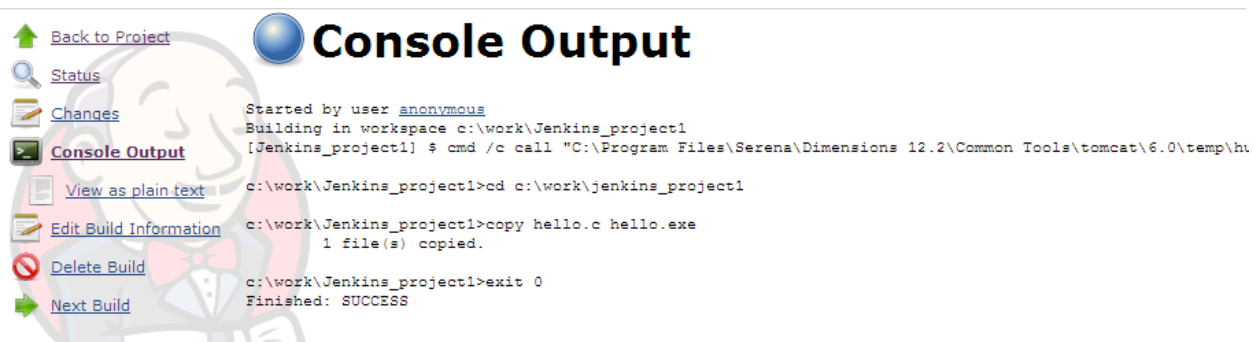 Back to Project
Status
Changes
Console Output
View as plain text
Edit Build Information
Delete Build
Next Build
Console Output
Started by user anonymous
Building in workspace c:\work\Jenkins_project1
[Jenkins_project1] $ cmd /c call "C:\Program Files\Serena\Dimensions 12.2\Common Tools\tomcat\6.0\temp\hu
c:\work\Jenkins_project1>cd c:\work\jenkins_project1
c:\work\Jenkins_project1>copy hello.c hello.exe
1 file(s) copied.
c:\work\Jenkins_project1>exit 0
Finished: SUCCESS